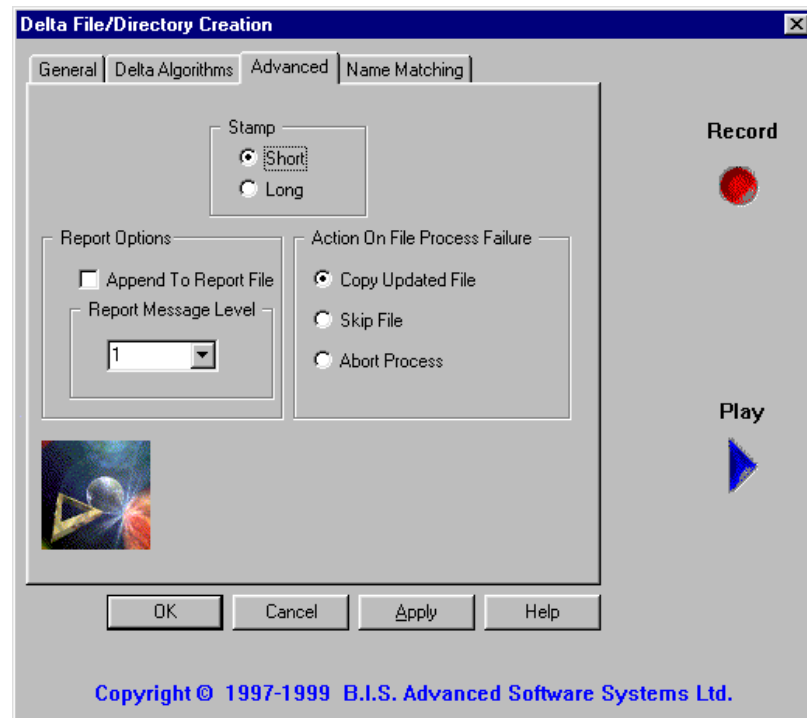 Delta File/Directory Creation
General Delta Algorithms Advanced Name Matching
Stamp
Short
Long
Record
Report Options
Append To Report File
Report Message Level
1
Action On File Process Failure
Copy Updated File
Skip File
Abort Process
Play
OK Cancel Apply Help
Copyright © 1997-1999 B.I.S. Advanced Software Systems Ltd.